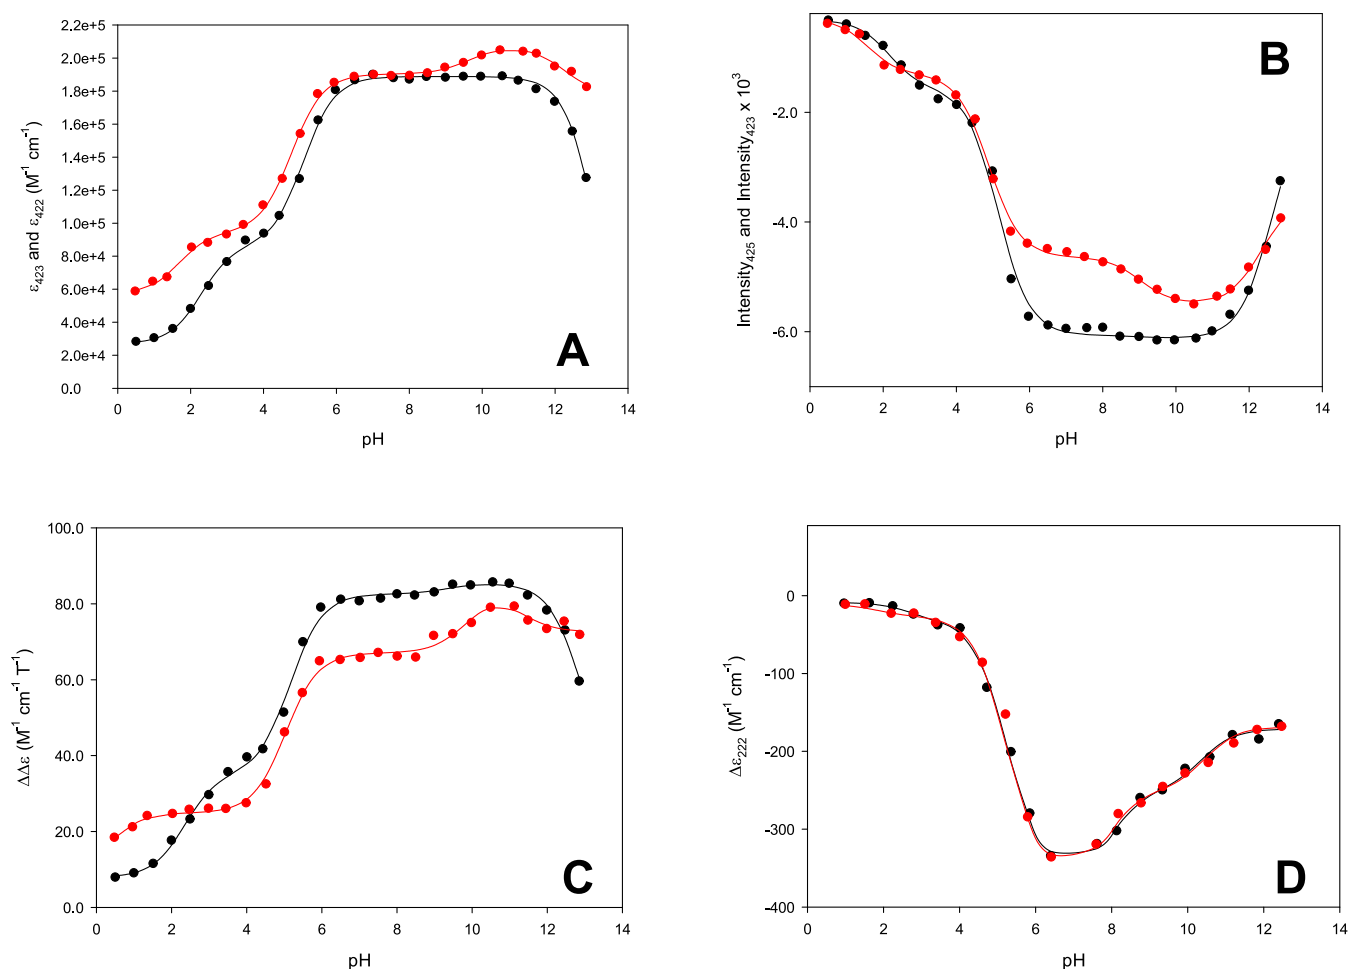 2.2e+5
2.0e+5
1.8e+5
1.6e+5
1.4e+5
1.2e+5
1.0e+5
8.0e+4
6.0e+4
4.0e+4
2.0e+4
0.0
ε423 and ε422 (M⁻¹ cm⁻¹)
A
0 2 4 6 8 10 12 14
pH
-2.0
-4.0
-6.0
Intensity425 and Intensity423 x 10³
B
0 2 4 6 8 10 12 14
pH
100.0
80.0
60.0
40.0
20.0
0.0
ΔΔε (M⁻¹ cm⁻¹ T⁻¹)
C
0 2 4 6 8 10 12 14
pH
0
-100
-200
-300
-400
Δε222 (M⁻¹ cm⁻¹)
D
0 2 4 6 8 10 12 14
pH